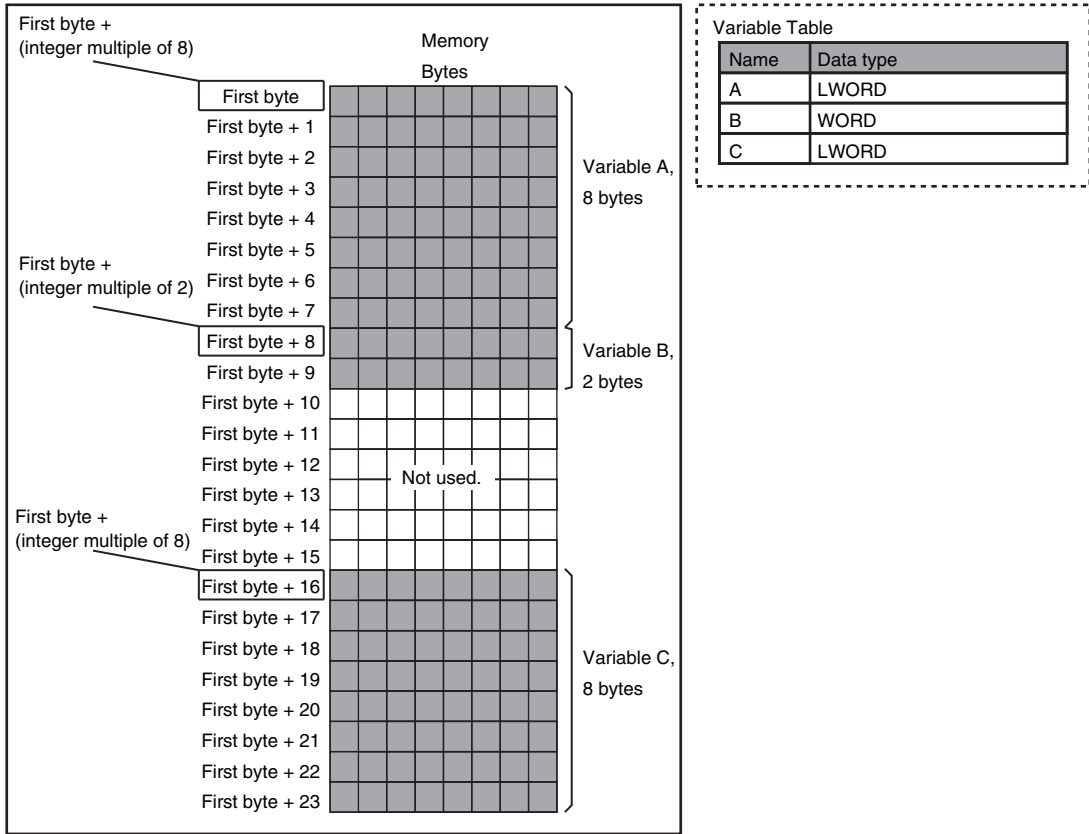 First byte +
(integer multiple of 8)
Memory
Bytes
First byte
First byte + 1
First byte + 2
First byte + 3
First byte + 4
First byte + 5
First byte + 6
First byte + 7
First byte + 8
First byte + 9
First byte + 10
First byte + 11
First byte + 12
First byte + 13
First byte + 14
First byte + 15
First byte + 16
First byte + 17
First byte + 18
First byte + 19
First byte + 20
First byte + 21
First byte + 22
First byte + 23
First byte +
(integer multiple of 2)
First byte +
(integer multiple of 8)
Variable A,
8 bytes
Variable B,
2 bytes
Not used.
Variable C,
8 bytes
Variable Table
Name Data type
A LWORD
B WORD
C LWORD